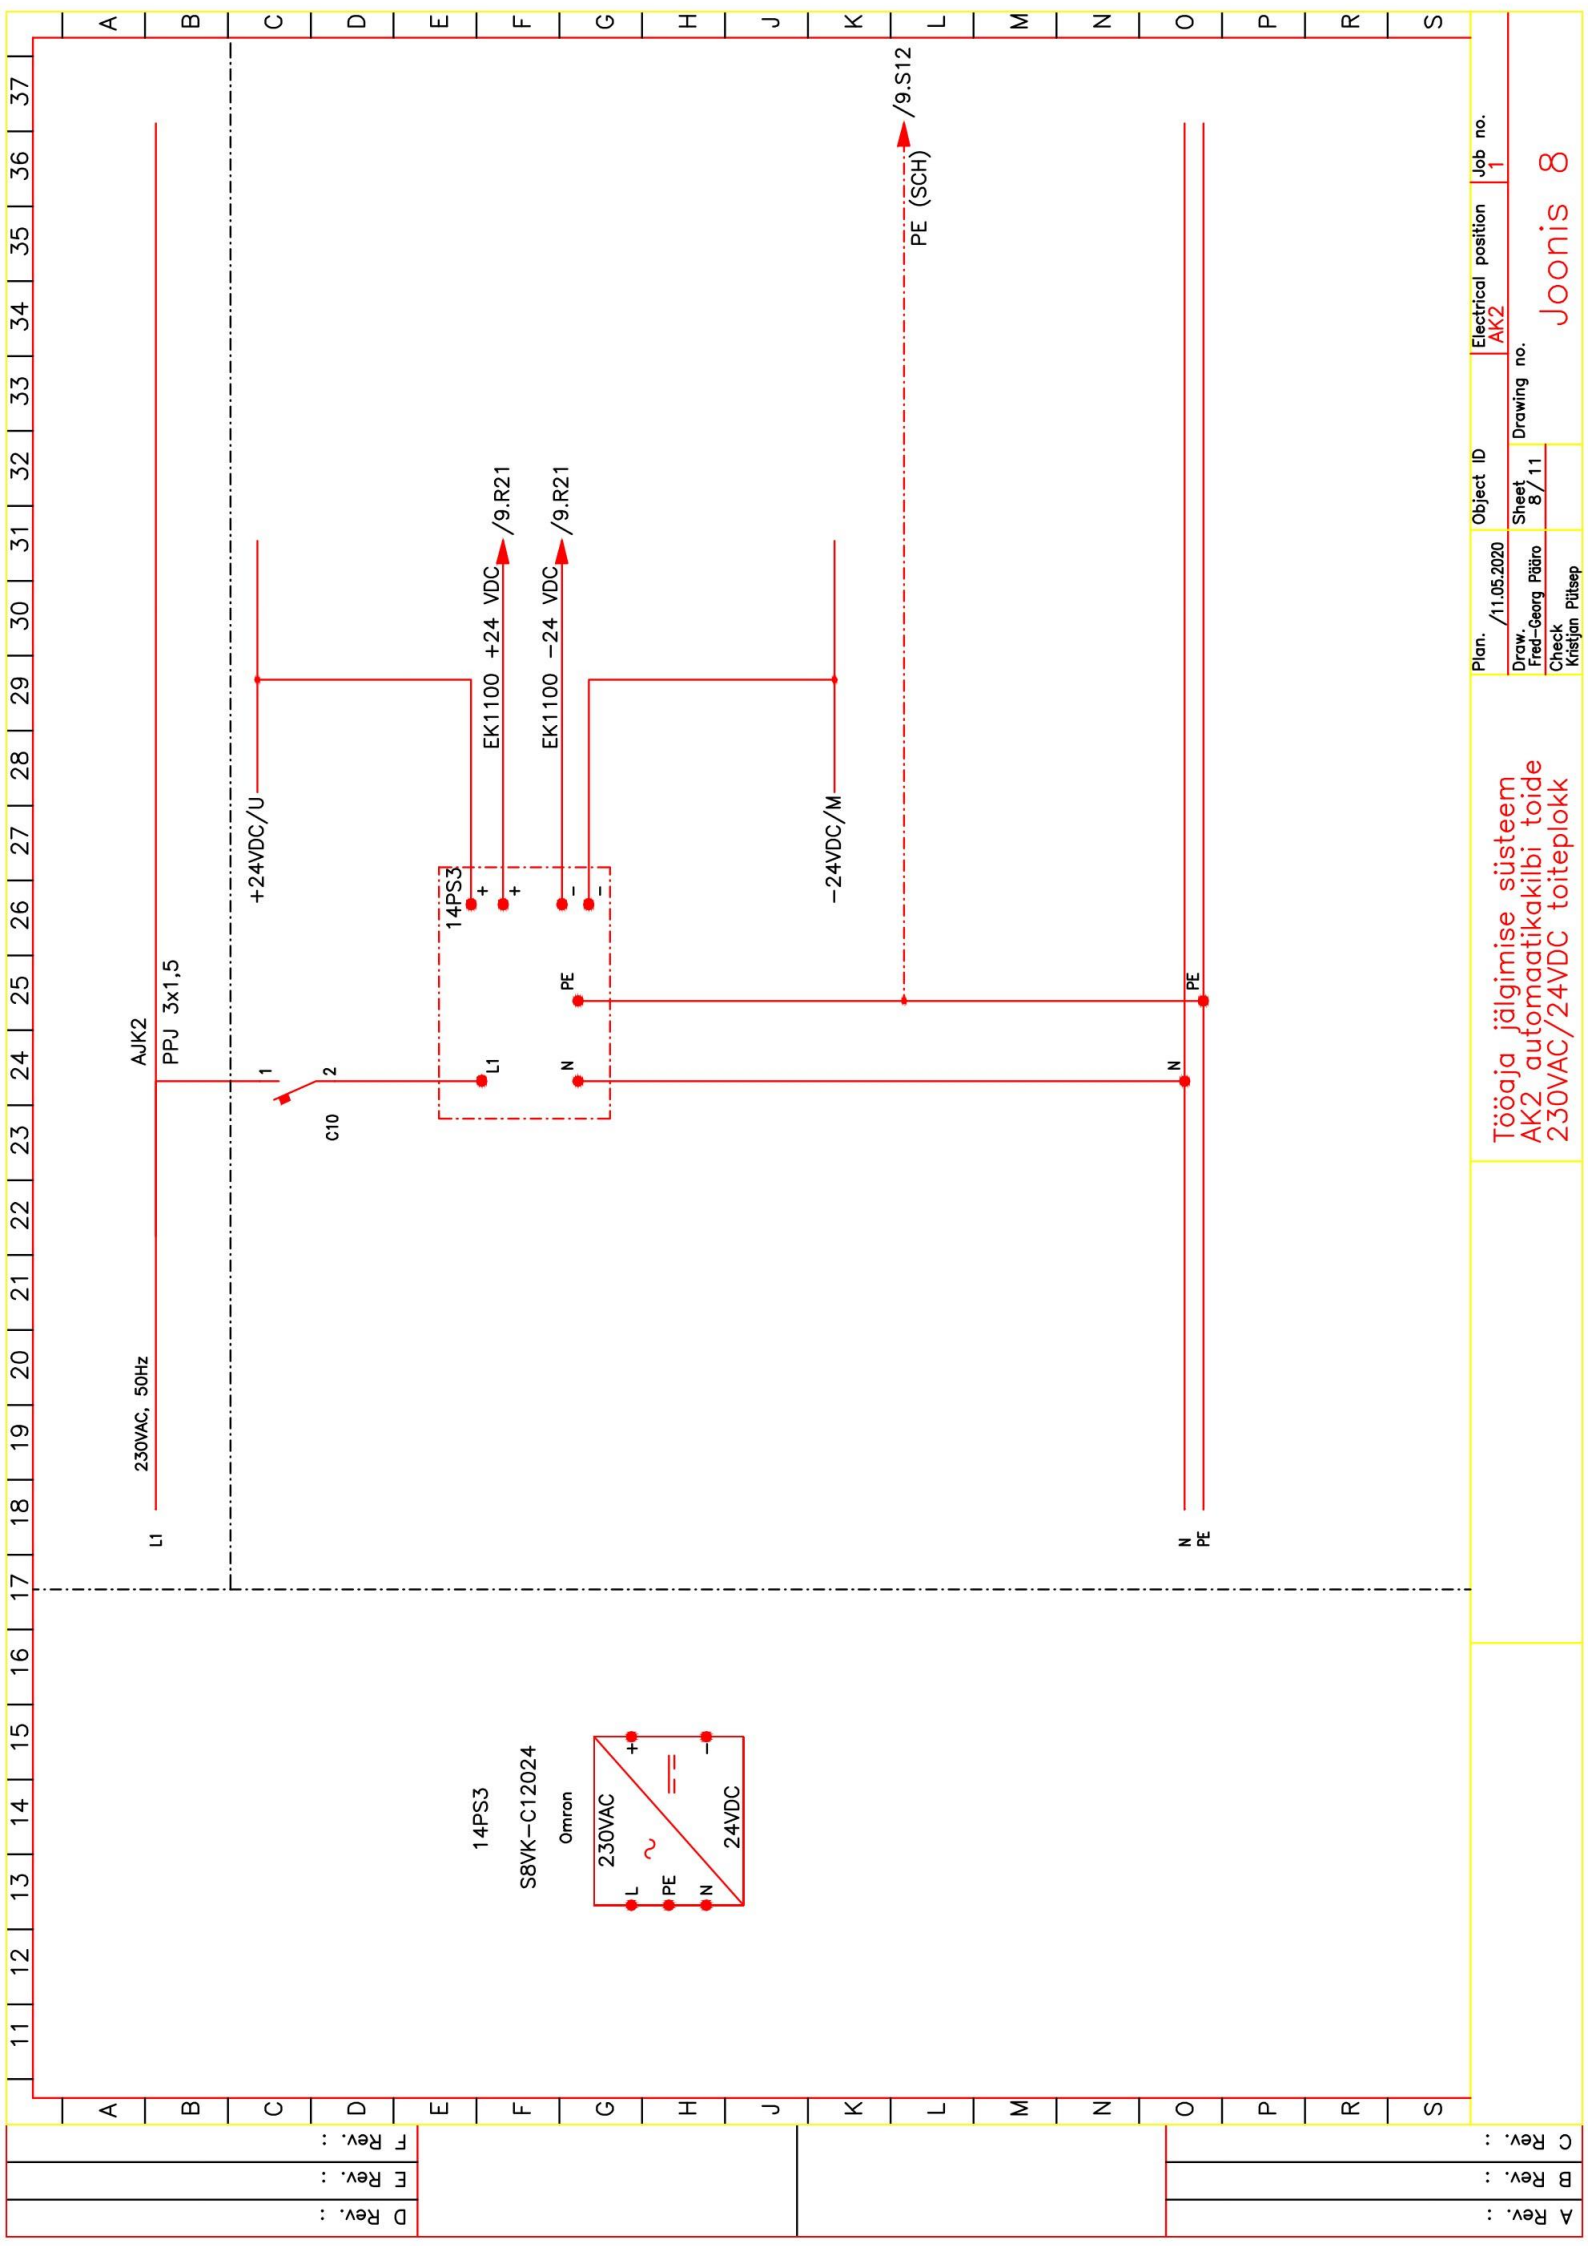 11 12 13 14 15 16 17 18 19 20 21 22 23 24 25 26 27 28 29 30 31 32 33 34 35 36 37
A A
B B
C C
D D
E E
F F
G G
H H
J J
K K
L L
M M
N N
O O
P P
R R
S S
230VAC, 50Hz
AJK2
L1
PPJ 3x1,5
+24VDC/U
1
2
C10
14PS3
14PS3
+
L1
EK1100 +24 VDC
/9.R21
+
S8VK-C12024
EK1100 -24 VDC
/9.R21
Omron
N
PE
-
-
230VAC
L
+
~
PE
N
-
24VDC
-24VDC/M
/9.S12
PE (SCH)
N
PE
N
PE
D Rev. :
E Rev. :
F Rev. :
A Rev. :
B Rev. :
C Rev. :
Tööaja jälgimise süsteem
AK2 automaatikakilbi toide
230VAC/24VDC toiteplokk
Plan.
/11.05.2020
Draw.
Fred-Georg Pääro
Check
Kristjan Pütsep
Object ID
Sheet
8/11
Electrical position
AK2
Job no.
1
Drawing no.
Joonis 8